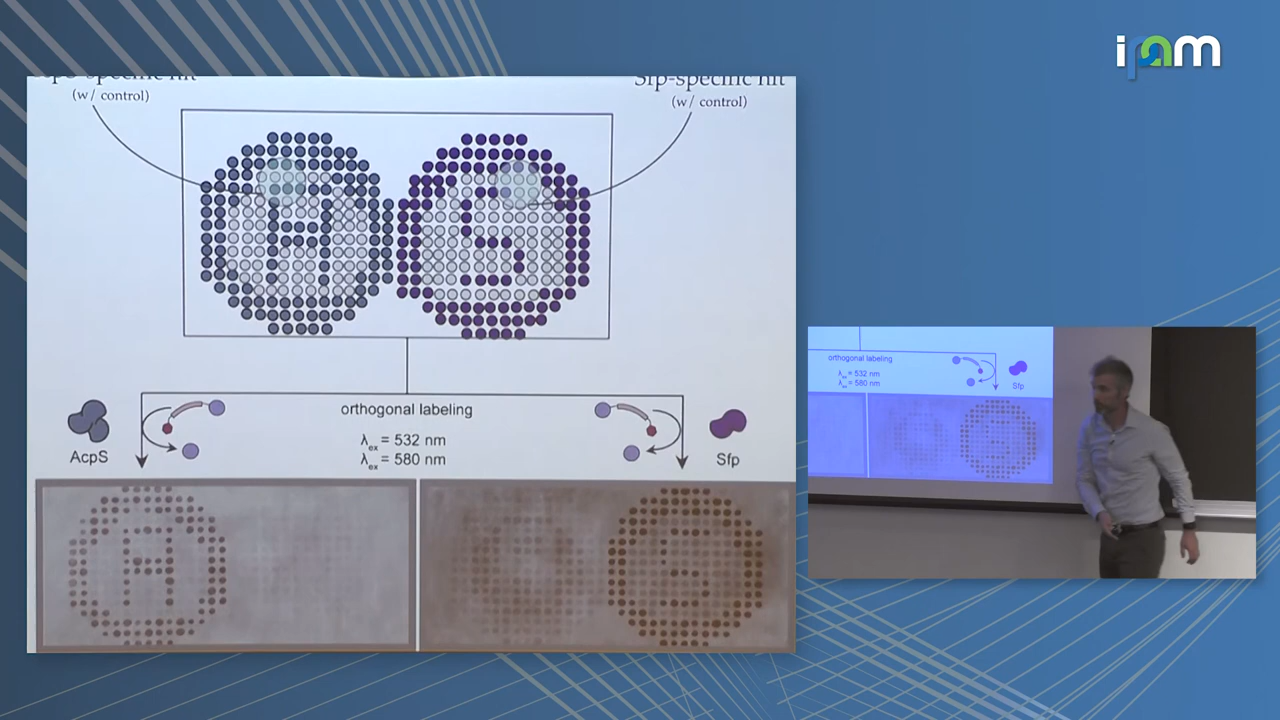 ipam
Sfp-specific hit
(w/ control)
(w/ control)
H
S
orthogonal labeling
λex = 532 nm
λex = 580 nm
AcpS
Sfp
H
S
orthogonal labeling
λex = 532 nm
λex = 580 nm
Sfp